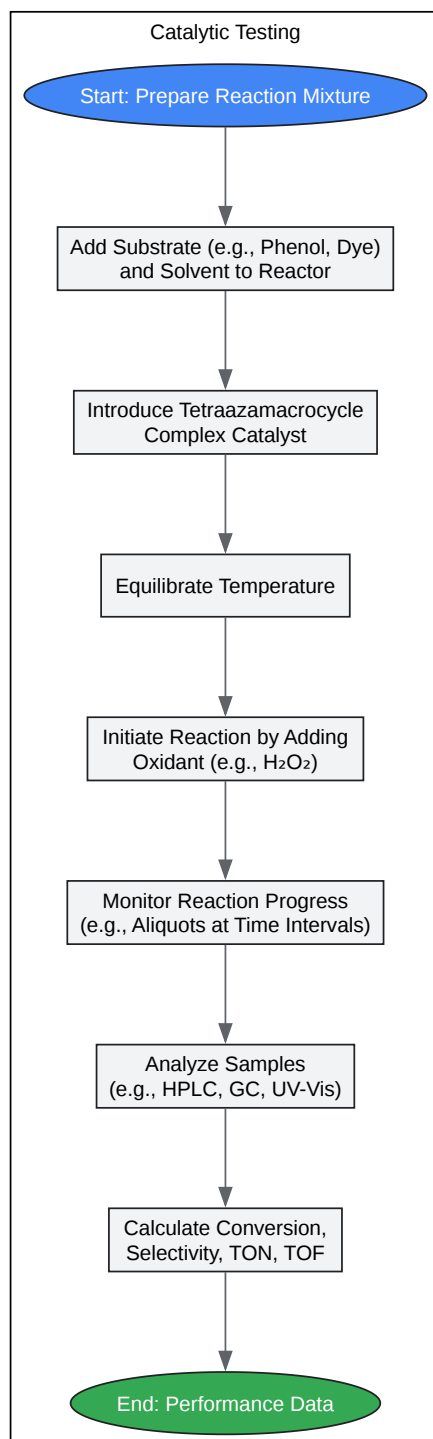 Catalytic Testing
Start: Prepare Reaction Mixture
Add Substrate (e.g., Phenol, Dye)
and Solvent to Reactor
Introduce Tetraazamacrocycle
Complex Catalyst
Equilibrate Temperature
Initiate Reaction by Adding
Oxidant (e.g., H₂O₂)
Monitor Reaction Progress
(e.g., Aliquots at Time Intervals)
Analyze Samples
(e.g., HPLC, GC, UV-Vis)
Calculate Conversion,
Selectivity, TON, TOF
End: Performance Data